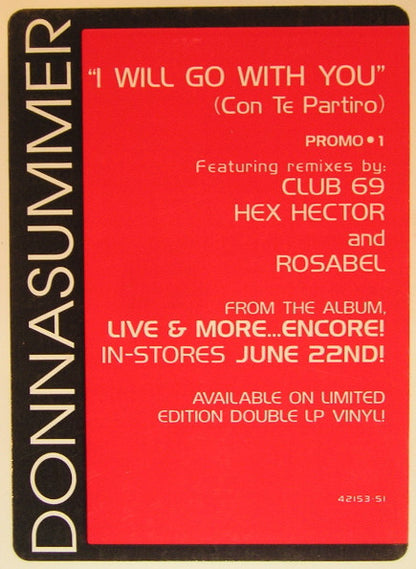 DONNASUMMER
"I WILL GO WITH YOU"
(Con Te Partiro)
PROMO • 1
Featuring remixes by:
CLUB 69
HEX HECTOR
and
ROSABEL
FROM THE ALBUM,
LIVE & MORE...ENCORE!
IN-STORES JUNE 22ND!
AVAILABLE ON LIMITED
EDITION DOUBLE LP VINYL!
42153-S1